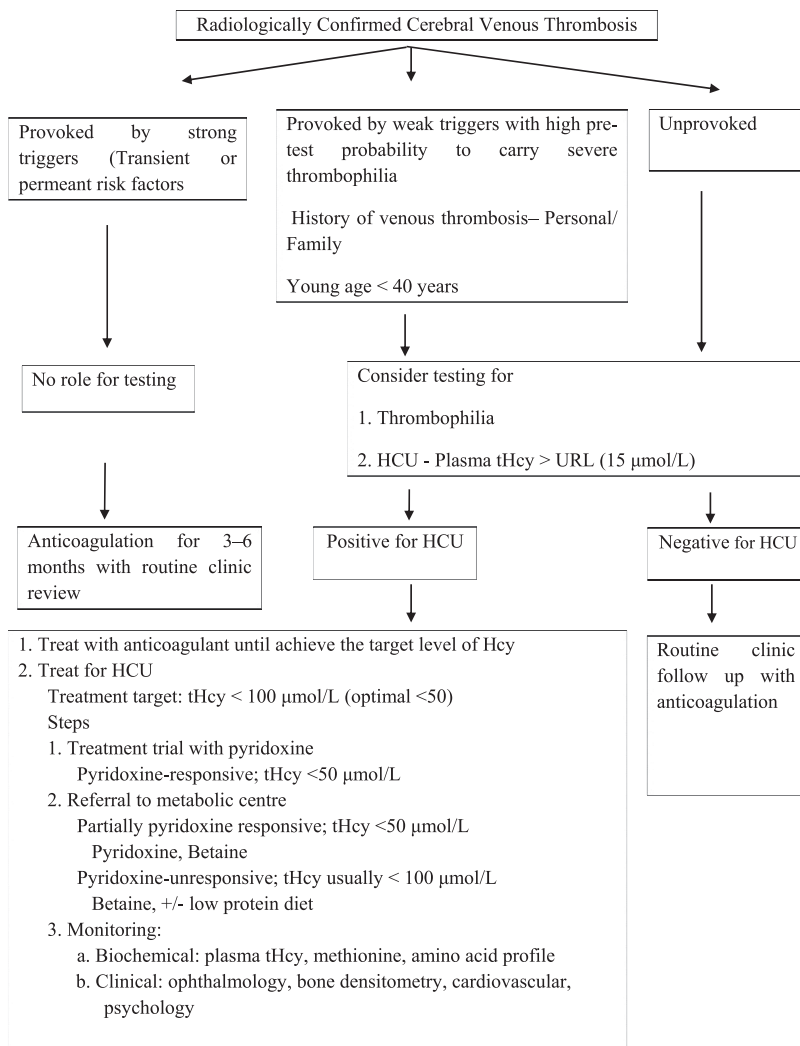 Radiologically Confirmed Cerebral Venous Thrombosis
Provoked by strong
triggers (Transient or
permeant risk factors
Provoked by weak triggers with high pre-
test probability to carry severe
thrombophilia
History of venous thrombosis– Personal/
Family
Young age < 40 years
Unprovoked
No role for testing
Consider testing for
1. Thrombophilia
2. HCU - Plasma tHcy > URL (15 μmol/L)
Anticoagulation for 3–6
months with routine clinic
review
Positive for HCU
Negative for HCU
1. Treat with anticoagulant until achieve the target level of Hcy
2. Treat for HCU
Treatment target: tHcy < 100 μmol/L (optimal <50)
Steps
1. Treatment trial with pyridoxine
Pyridoxine-responsive; tHcy <50 μmol/L
2. Referral to metabolic centre
Partially pyridoxine responsive; tHcy <50 μmol/L
Pyridoxine, Betaine
Pyridoxine-unresponsive; tHcy usually < 100 μmol/L
Betaine, +/- low protein diet
3. Monitoring:
a. Biochemical: plasma tHcy, methionine, amino acid profile
b. Clinical: ophthalmology, bone densitometry, cardiovascular,
psychology
Routine clinic
follow up with
anticoagulation